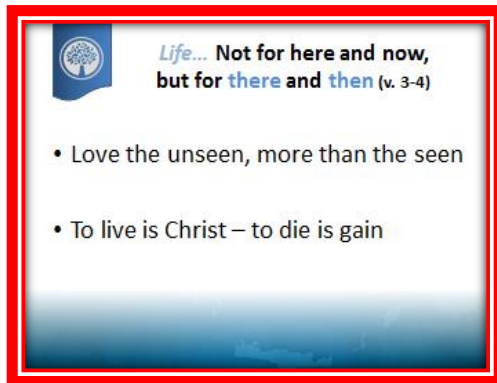 Life... Not for here and now,
but for there and then (v. 3-4)
• Love the unseen, more than the seen
• To live is Christ – to die is gain